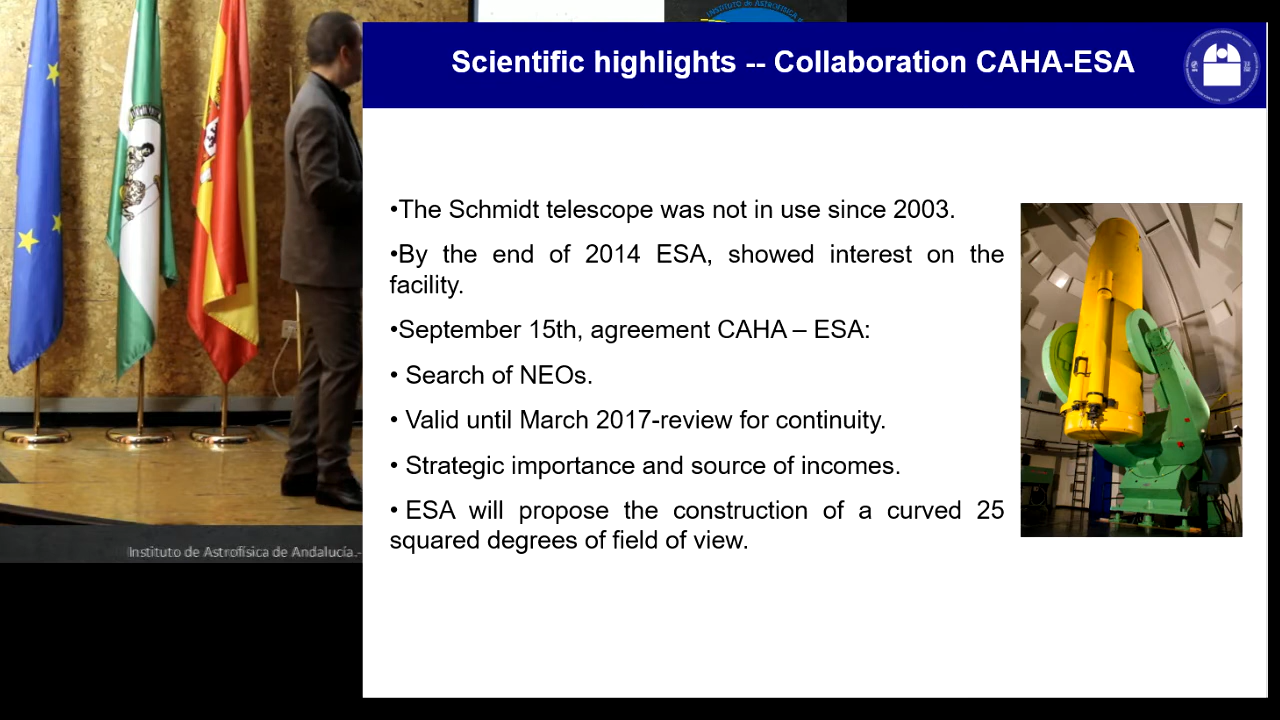 INSTITUTO de ASTROFÍSICA
Scientific highlights -- Collaboration CAHA-ESA
•The Schmidt telescope was not in use since 2003.
•By the end of 2014 ESA, showed interest on the
facility.
•September 15th, agreement CAHA – ESA:
• Search of NEOs.
• Valid until March 2017-review for continuity.
• Strategic importance and source of incomes.
• ESA will propose the construction of a curved 25
squared degrees of field of view.
Instituto de Astrofísica de Andalucía.-